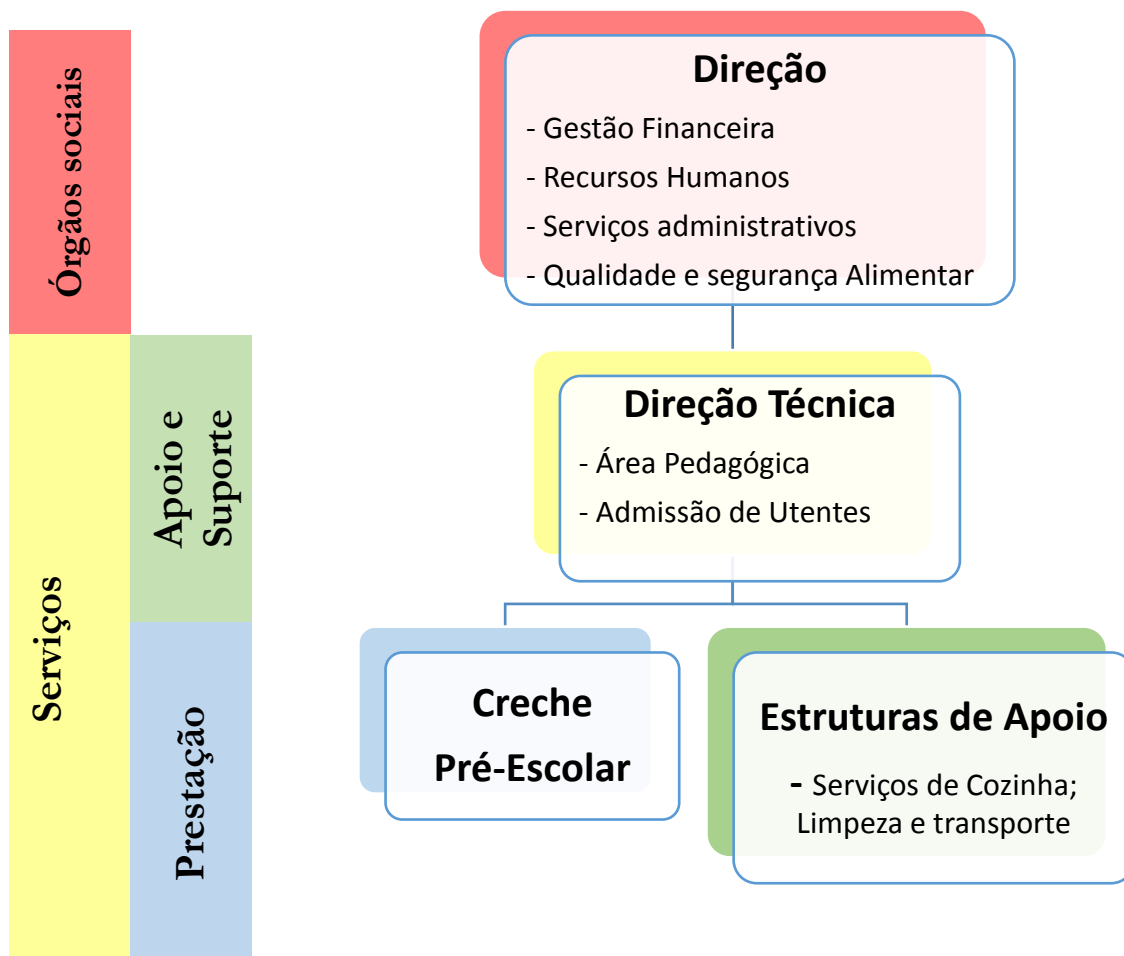 Órgãos sociais
Serviços
Apoio e
Suporte
Prestação
Direção
- Gestão Financeira
- Recursos Humanos
- Serviços administrativos
- Qualidade e segurança Alimentar
Direção Técnica
- Área Pedagógica
- Admissão de Utentes
Creche
Pré-Escolar
Estruturas de Apoio
- Serviços de Cozinha;
Limpeza e transporte